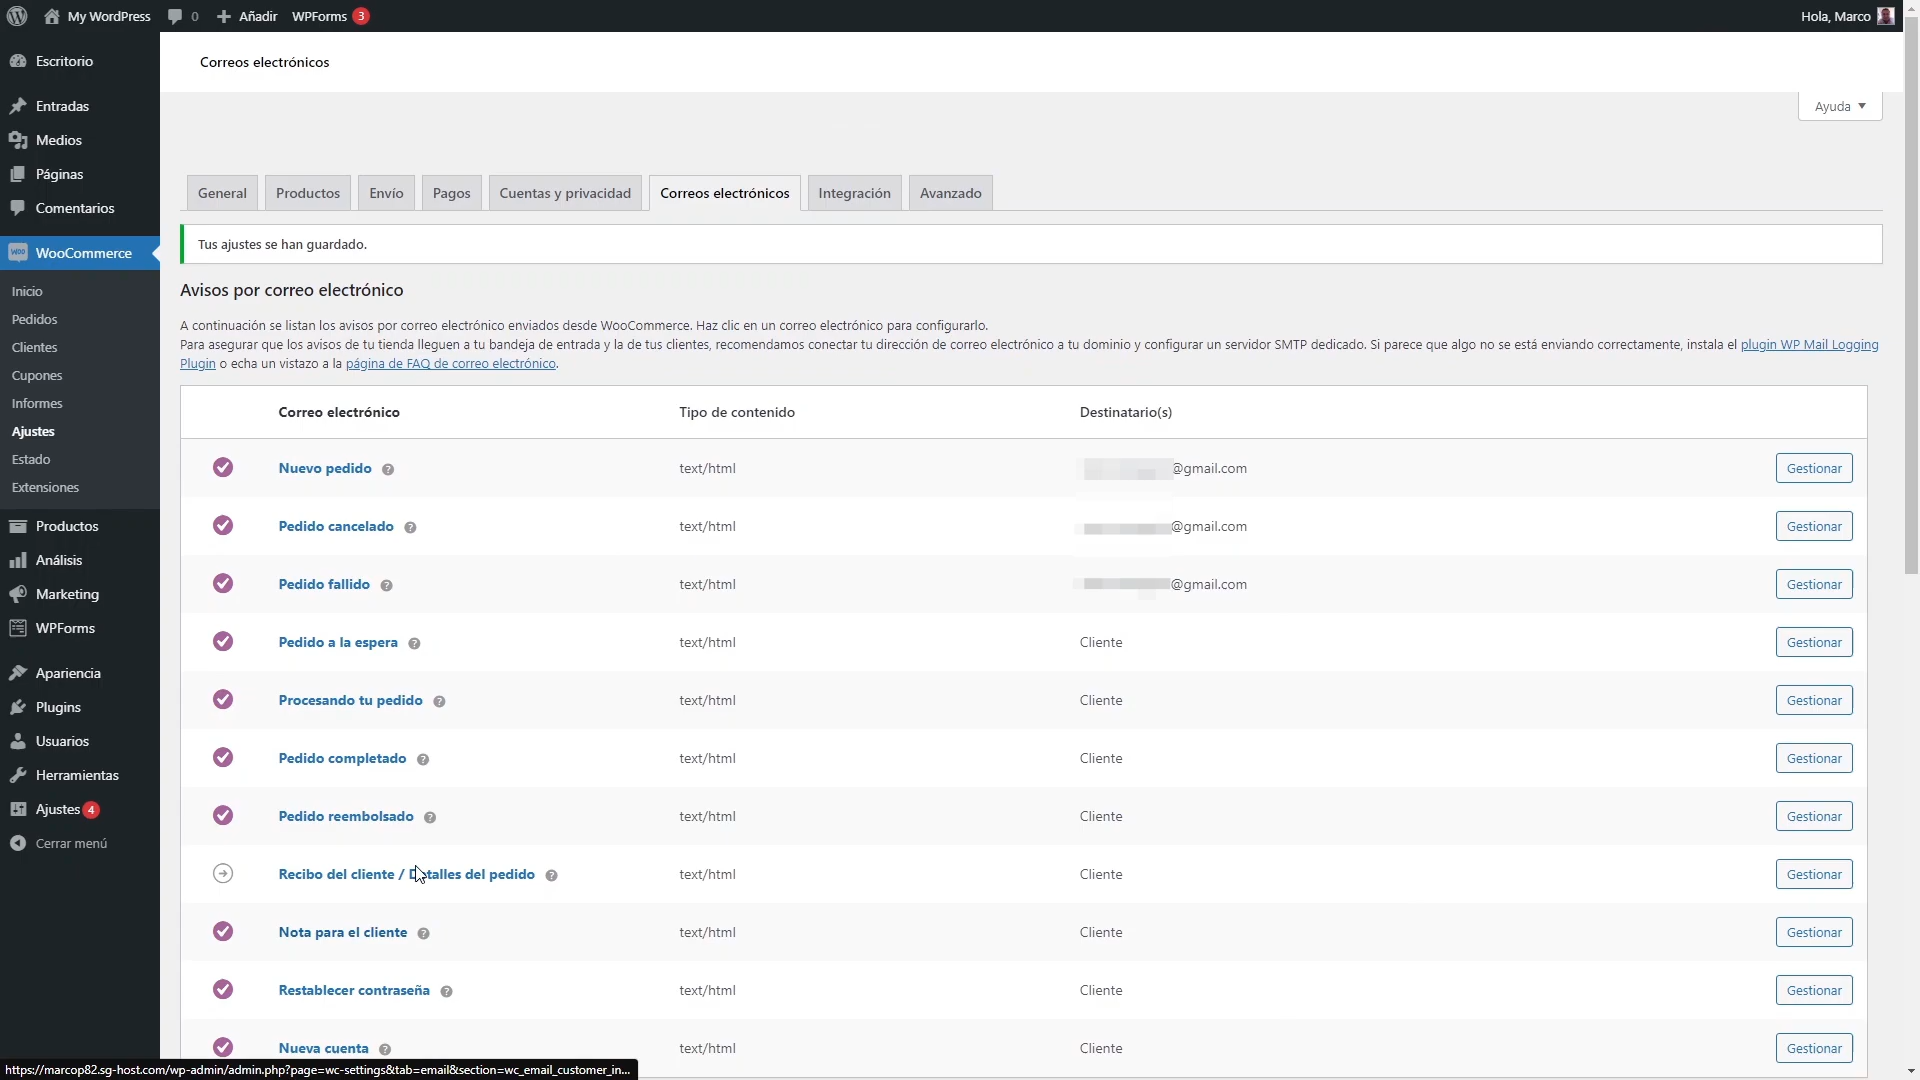 My WordPress 0 Añadir WPForms 3 Hola, Marco
Escritorio
Entradas
Medios
Páginas
Comentarios
WooCommerce
Inicio
Pedidos
Clientes
Cupones
Informes
Ajustes
Estado
Extensiones
Productos
Análisis
Marketing
WPForms
Apariencia
Plugins
Usuarios
Herramientas
Ajustes 4
Cerrar menú
Correos electrónicos
Ayuda
General Productos Envío Pagos Cuentas y privacidad Correos electrónicos Integración Avanzado
Tus ajustes se han guardado.
Avisos por correo electrónico
A continuación se listan los avisos por correo electrónico enviados desde WooCommerce. Haz clic en un correo electrónico para configurarlo.
Para asegurar que los avisos de tu tienda lleguen a tu bandeja de entrada y la de tus clientes, recomendamos conectar tu dirección de correo electrónico a tu dominio y configurar un servidor SMTP dedicado. Si parece que algo no se está enviando correctamente, instala el plugin WP Mail Logging
Plugin o echa un vistazo a la página de FAQ de correo electrónico.
Correo electrónico Tipo de contenido Destinatario(s)
Nuevo pedido ? text/html @gmail.com Gestionar
Pedido cancelado ? text/html @gmail.com Gestionar
Pedido fallido ? text/html @gmail.com Gestionar
Pedido a la espera ? text/html Cliente Gestionar
Procesando tu pedido ? text/html Cliente Gestionar
Pedido completado ? text/html Cliente Gestionar
Pedido reembolsado ? text/html Cliente Gestionar
Recibo del cliente / Detalles del pedido ? text/html Cliente Gestionar
Nota para el cliente ? text/html Cliente Gestionar
Restablecer contraseña ? text/html Cliente Gestionar
Nueva cuenta ? text/html Cliente Gestionar
https://marcop82.sg-host.com/wp-admin/admin.php?page=wc-settings&tab=email&section=wc_email_customer_in...